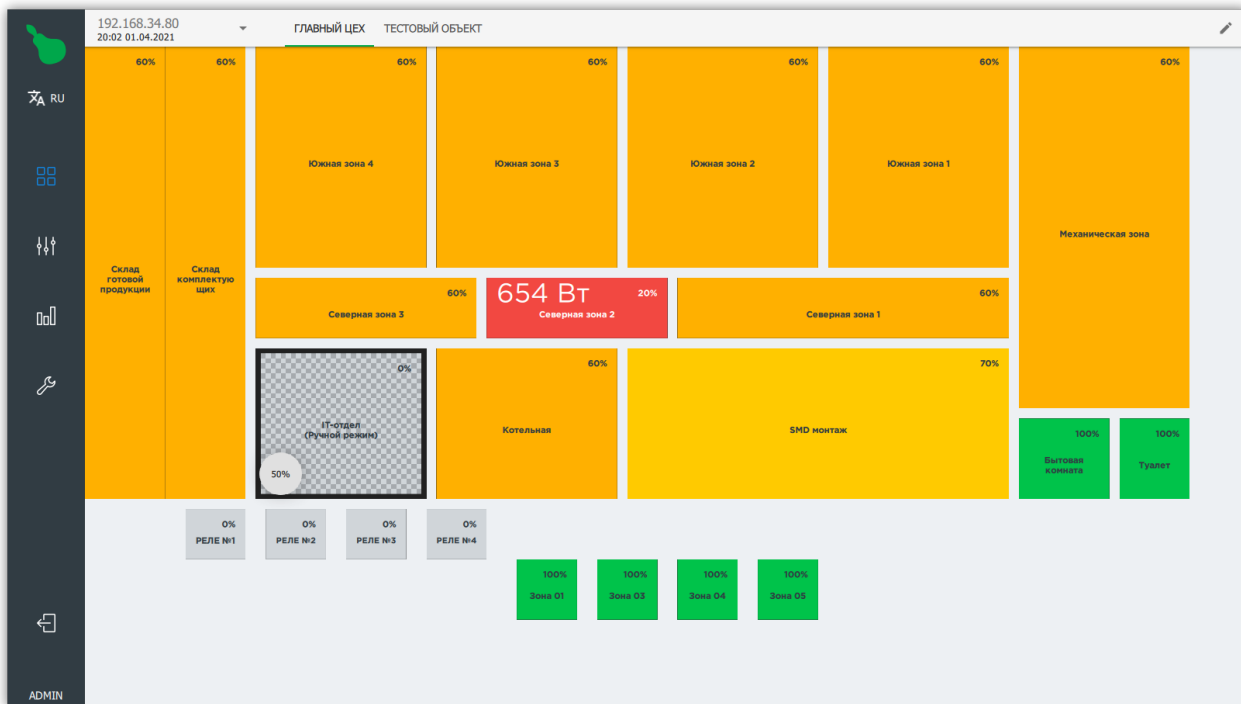 192.168.34.80
20:02 01.04.2021
ГЛАВНЫЙ ЦЕХ
ТЕСТОВЫЙ ОБЪЕКТ
RU
ADMIN
60%
Склад
готовой
продукции
60%
Склад
комплектую
щих
60%
Южная зона 4
60%
Южная зона 3
60%
Южная зона 2
60%
Южная зона 1
60%
Механическая зона
60%
Северная зона 3
654 Вт
20%
Северная зона 2
60%
Северная зона 1
0%
IT-отдел
(Ручной режим)
50%
60%
Котельная
70%
SMD монтаж
100%
Бытовая
комната
100%
Туалет
0%
РЕЛЕ №1
0%
РЕЛЕ №2
0%
РЕЛЕ №3
0%
РЕЛЕ №4
100%
Зона 01
100%
Зона 03
100%
Зона 04
100%
Зона 05